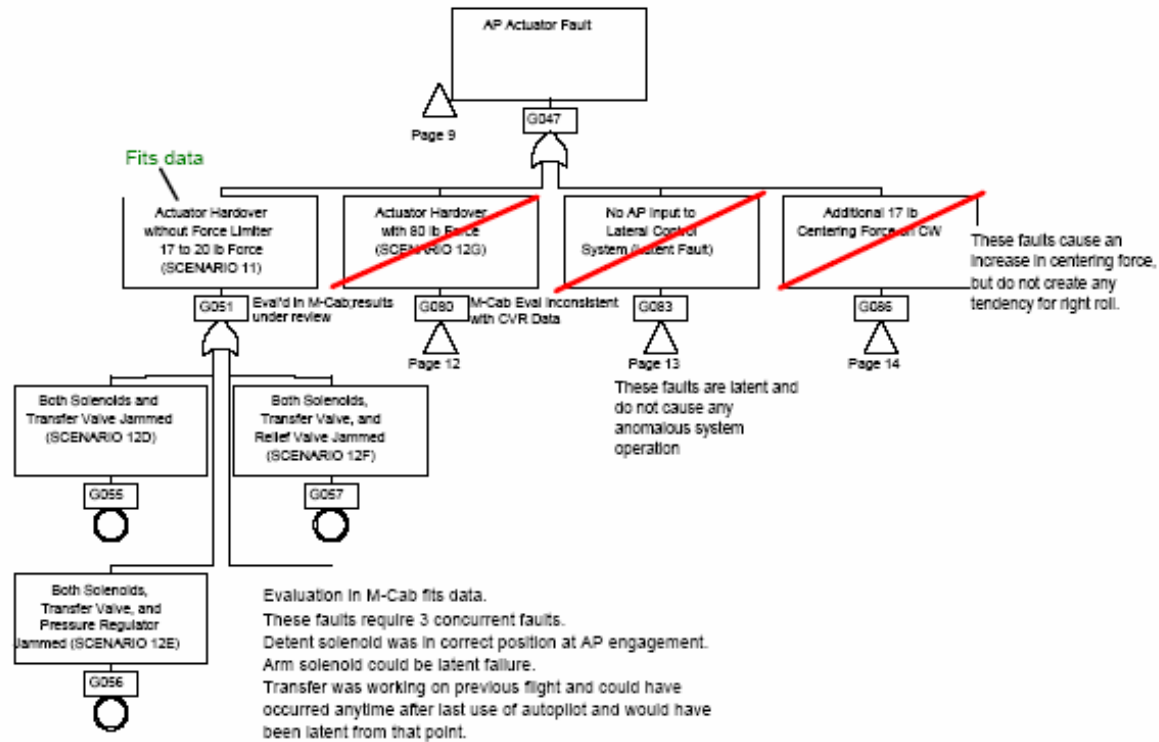 AP Actuator Fault
Page 9
G047
Fits data
Actuator Hardover
without Force Limiter
17 to 20 lb Force
(SCENARIO 11)
Actuator Hardover
with 80 lb Force
(SCENARIO 12G)
No AP Input to
Lateral Control
System (Latent Fault)
Additional 17 lb
Centering Force on CW
These faults cause an
increase in centering force,
but do not create any
tendency for right roll.
G051
Eval'd in M-Cab;results
under review
G080
M-Cab Eval Inconsistent
with CVR Data
G083
G086
Page 12
Page 13
Page 14
These faults are latent and
do not cause any
anomalous system
operation
Both Solenoids and
Transfer Valve Jammed
(SCENARIO 12D)
Both Solenoids,
Transfer Valve, and
Relief Valve Jammed
(SCENARIO 12F)
G055
G057
Both Solenoids,
Transfer Valve, and
Pressure Regulator
Jammed (SCENARIO 12E)
G056
Evaluation in M-Cab fits data.
These faults require 3 concurrent faults.
Detent solenoid was in correct position at AP engagement.
Arm solenoid could be latent failure.
Transfer was working on previous flight and could have
occurred anytime after last use of autopilot and would have
been latent from that point.